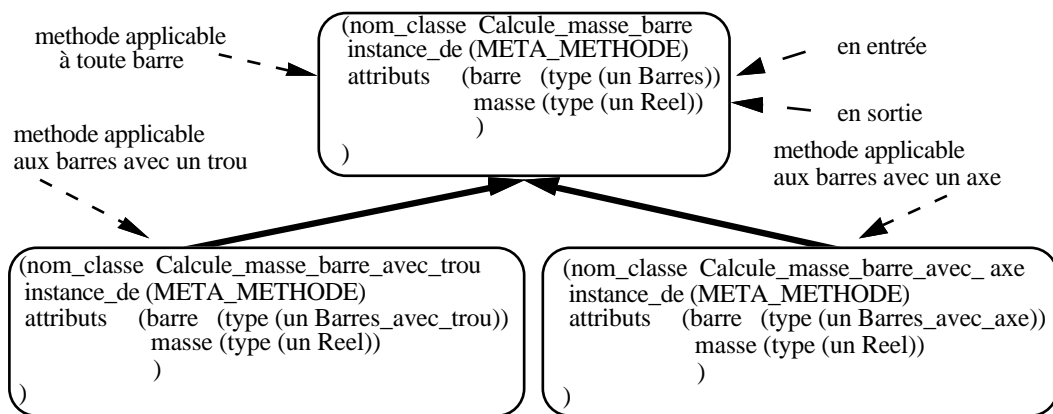 methode applicable
à toute barre
(nom_classe Calcule_masse_barre
instance_de (META_METHODE)
attributs (barre (type (un Barres))
masse (type (un Reel))
)
)
en entrée
en sortie
methode applicable
aux barres avec un trou
methode applicable
aux barres avec un axe
(nom_classe Calcule_masse_barre_avec_trou
instance_de (META_METHODE)
attributs (barre (type (un Barres_avec_trou))
masse (type (un Reel))
)
)
(nom_classe Calcule_masse_barre_avec_ axe
instance_de (META_METHODE)
attributs (barre (type (un Barres_avec_axe))
masse (type (un Reel))
)
)